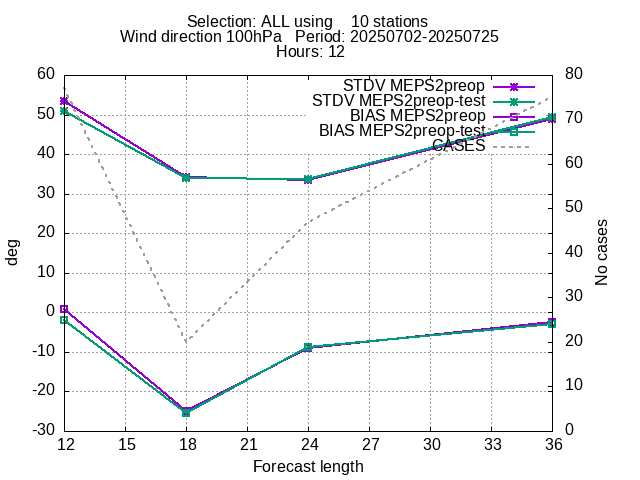 Selection: ALL using    10 stations
Wind direction 100hPa   Period: 20250702-20250725
Hours: 12
STDV MEPS2preop
STDV MEPS2preop-test
BIAS MEPS2preop
BIAS MEPS2preop-test
CASES
60
50
40
30
20
10
0
-10
-20
-30
deg
80
70
60
50
40
30
20
10
0
No cases
12 15 18 21 24 27 30 33 36
Forecast length